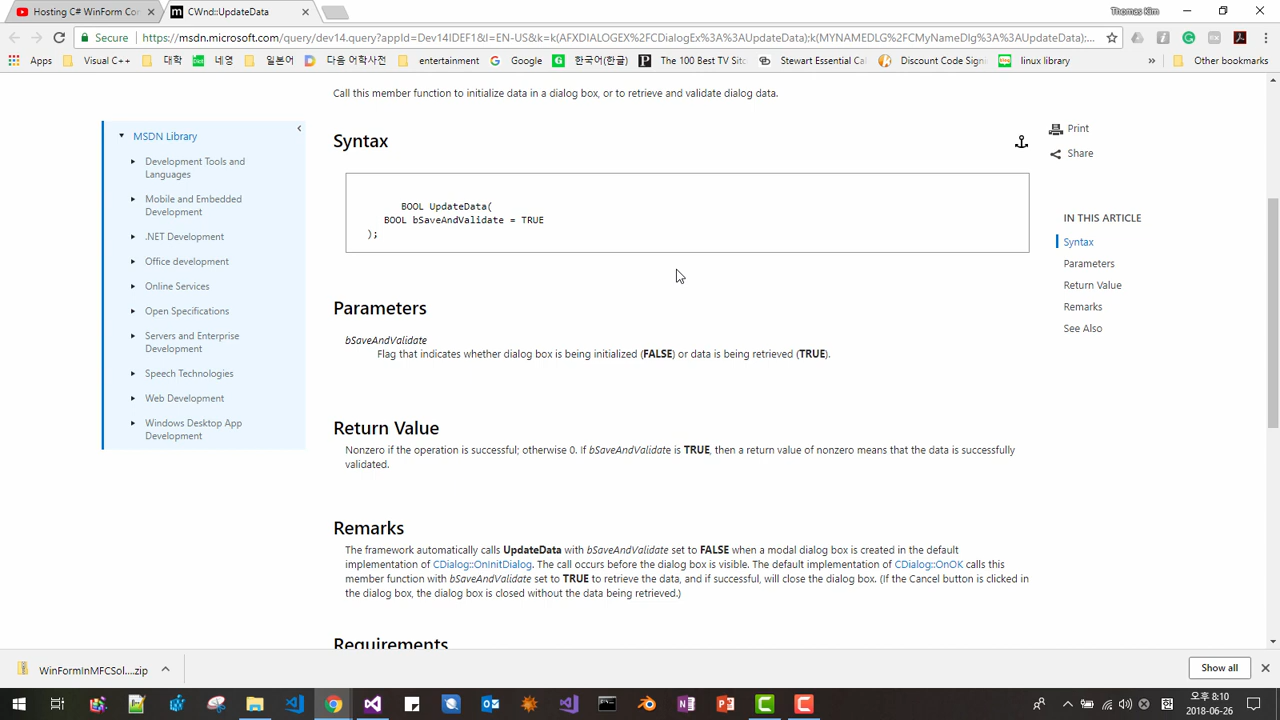 Hosting C# WinForm Con
CWnd::UpdateData
Thomas Kim
Secure
https://msdn.microsoft.com/query/dev14.query?appId=Dev14IDEF1&l=EN-US&k=k(AFXDIALOGEX%2FCDialogEx%3A%3AUpdateData);k(MYNAMEDLG%2FCMyNameDlg%3A%3AUpdateData);...
Apps
Visual C++
대학
네영
일본어
다음 어학사전
entertainment
Google
한국어(한글)
The 100 Best TV Sitc
Stewart Essential Cal
Discount Code Sign
linux library
»
Other bookmarks
Call this member function to initialize data in a dialog box, or to retrieve and validate dialog data.
MSDN Library
Development Tools and
Languages
Mobile and Embedded
Development
.NET Development
Office development
Online Services
Open Specifications
Servers and Enterprise
Development
Speech Technologies
Web Development
Windows Desktop App
Development
Syntax
BOOL UpdateData(
BOOL bSaveAndValidate = TRUE
);
Parameters
bSaveAndValidate
Flag that indicates whether dialog box is being initialized (FALSE) or data is being retrieved (TRUE).
Return Value
Nonzero if the operation is successful; otherwise 0. If bSaveAndValidate is TRUE, then a return value of nonzero means that the data is successfully
validated.
Remarks
The framework automatically calls UpdateData with bSaveAndValidate set to FALSE when a modal dialog box is created in the default
implementation of CDialog::OnInitDialog. The call occurs before the dialog box is visible. The default implementation of CDialog::OnOK calls this
member function with bSaveAndValidate set to TRUE to retrieve the data, and if successful, will close the dialog box. (If the Cancel button is clicked in
the dialog box, the dialog box is closed without the data being retrieved.)
Requirements
Print
Share
IN THIS ARTICLE
Syntax
Parameters
Return Value
Remarks
See Also
WinFormInMFCSol....zip
Show all
오후 8:10
2018-06-26